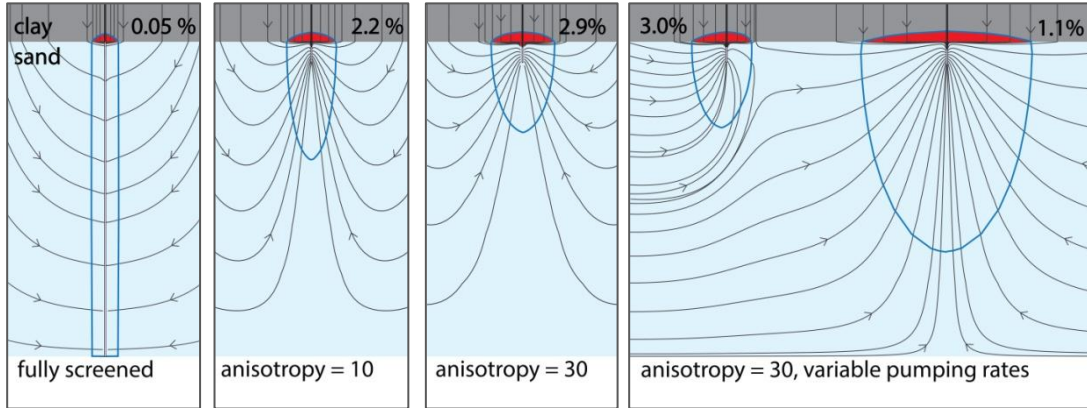 clay 0.05 %
sand
2.2 %
2.9%
3.0%
1.1%
fully screened
anisotropy = 10
anisotropy = 30
anisotropy = 30, variable pumping rates